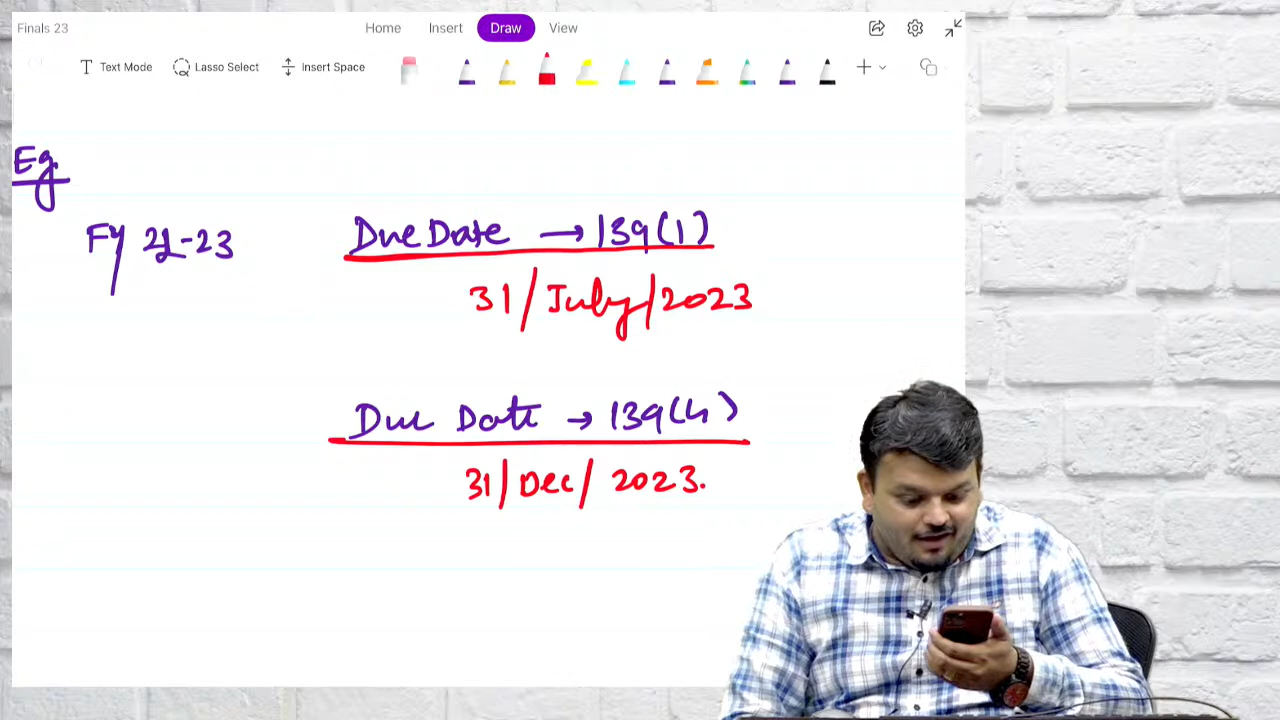 Finals 23
Home Insert Draw View
Text Mode Lasso Select Insert Space
Eg.
Fy 22-23
Due Date → 139(1)
31/July/2023
Due Date → 139(4)
31/Dec/2023.